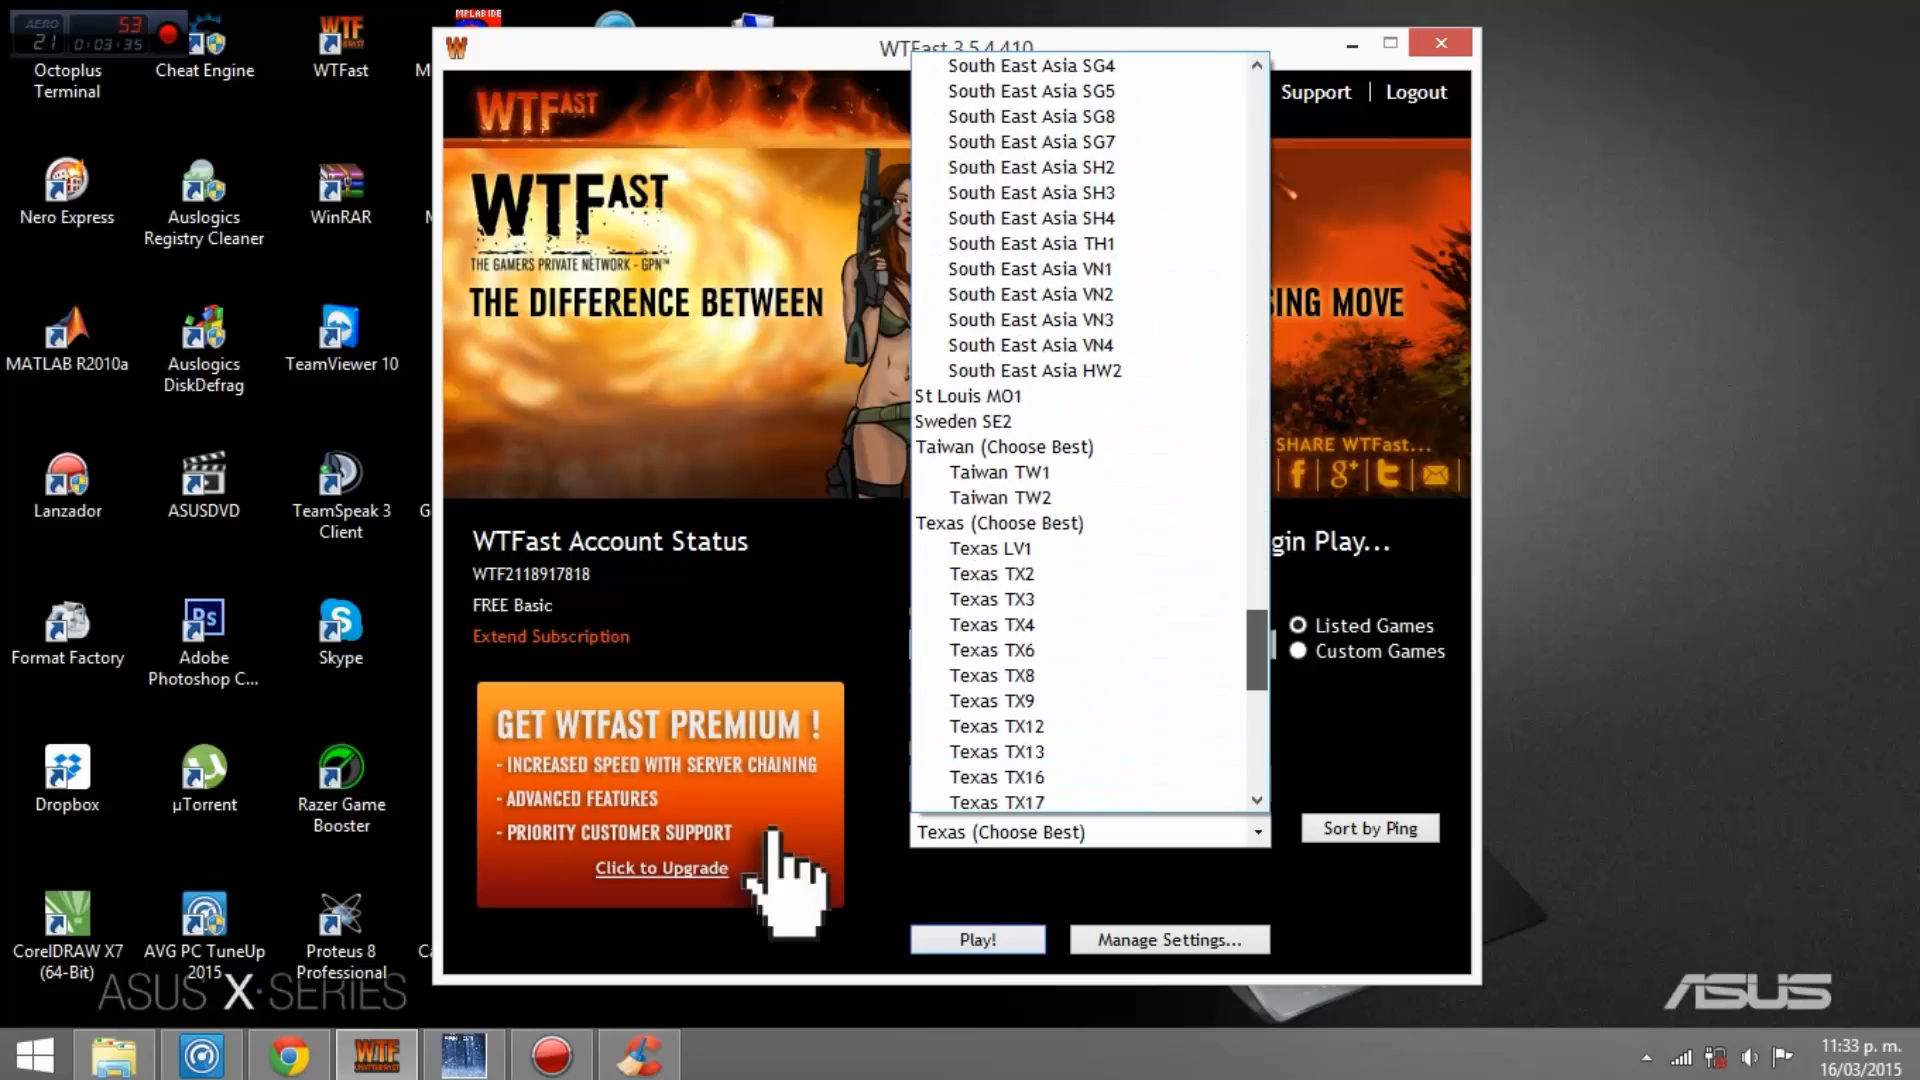 AERO
21
53
0:03:35
Octoplus
Terminal
Cheat Engine
WTF
FAST
WTFast
MPLAB IDE
Nero Express
Auslogics
Registry Cleaner
WinRAR
MATLAB R2010a
Auslogics
DiskDefrag
TeamViewer 10
Lanzador
ASUSDVD
TeamSpeak 3
Client
Format Factory
Ps
Adobe
Photoshop C...
Skype
Dropbox
µTorrent
Razer Game
Booster
CorelDRAW X7
(64-Bit)
AVG PC TuneUp
2015
Proteus 8
Professional
ASUS X·SERIES
W
WTFast 3.5.4.410
WTFAST
Support | Logout
WTFAST
THE GAMERS PRIVATE NETWORK - GPN™
THE DIFFERENCE BETWEEN
SING MOVE
SHARE WTFast...
WTFast Account Status
WTF2118917818
FREE Basic
Extend Subscription
GET WTFAST PREMIUM !
- INCREASED SPEED WITH SERVER CHAINING
- ADVANCED FEATURES
- PRIORITY CUSTOMER SUPPORT
Click to Upgrade
South East Asia SG4
South East Asia SG5
South East Asia SG8
South East Asia SG7
South East Asia SH2
South East Asia SH3
South East Asia SH4
South East Asia TH1
South East Asia VN1
South East Asia VN2
South East Asia VN3
South East Asia VN4
South East Asia HW2
St Louis MO1
Sweden SE2
Taiwan (Choose Best)
Taiwan TW1
Taiwan TW2
Texas (Choose Best)
Texas LV1
Texas TX2
Texas TX3
Texas TX4
Texas TX6
Texas TX8
Texas TX9
Texas TX12
Texas TX13
Texas TX16
Texas TX17
Texas (Choose Best)
gin Play...
Listed Games
Custom Games
Sort by Ping
Play!
Manage Settings...
ASUS
WTF
11:33 p. m.
16/03/2015